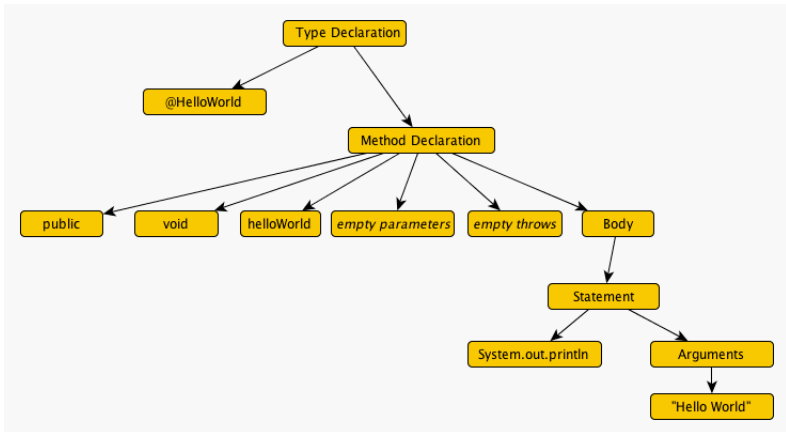 Type Declaration
@HelloWorld
Method Declaration
public
void
helloWorld
empty parameters
empty throws
Body
Statement
System.out.println
Arguments
"Hello World"